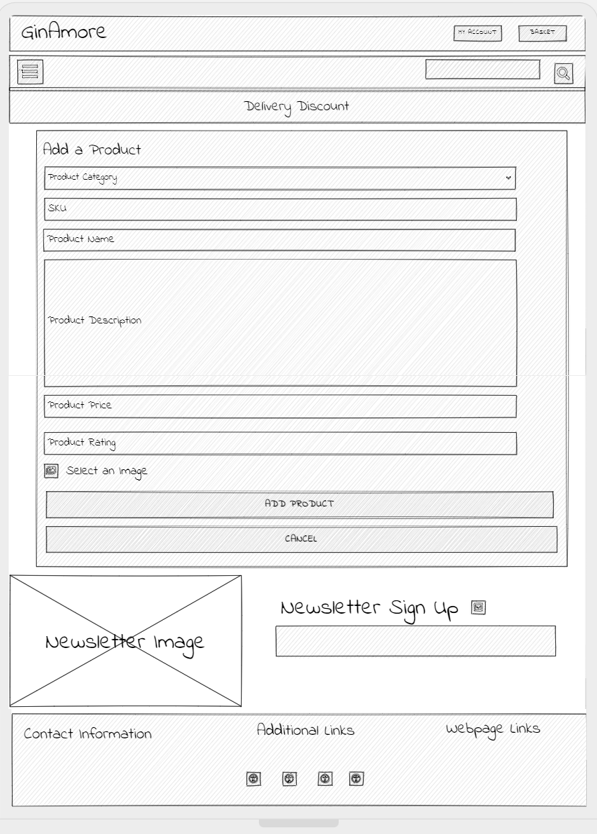 GinAmore
MY ACCOUNT
BASKET
Delivery Discount
Add a Product
Product Category
SKU
Product Name
Product Description
Product Price
Product Rating
Select an Image
ADD PRODUCT
CANCEL
Newsletter Image
Newsletter Sign Up
Contact Information
Additional Links
Webpage Links